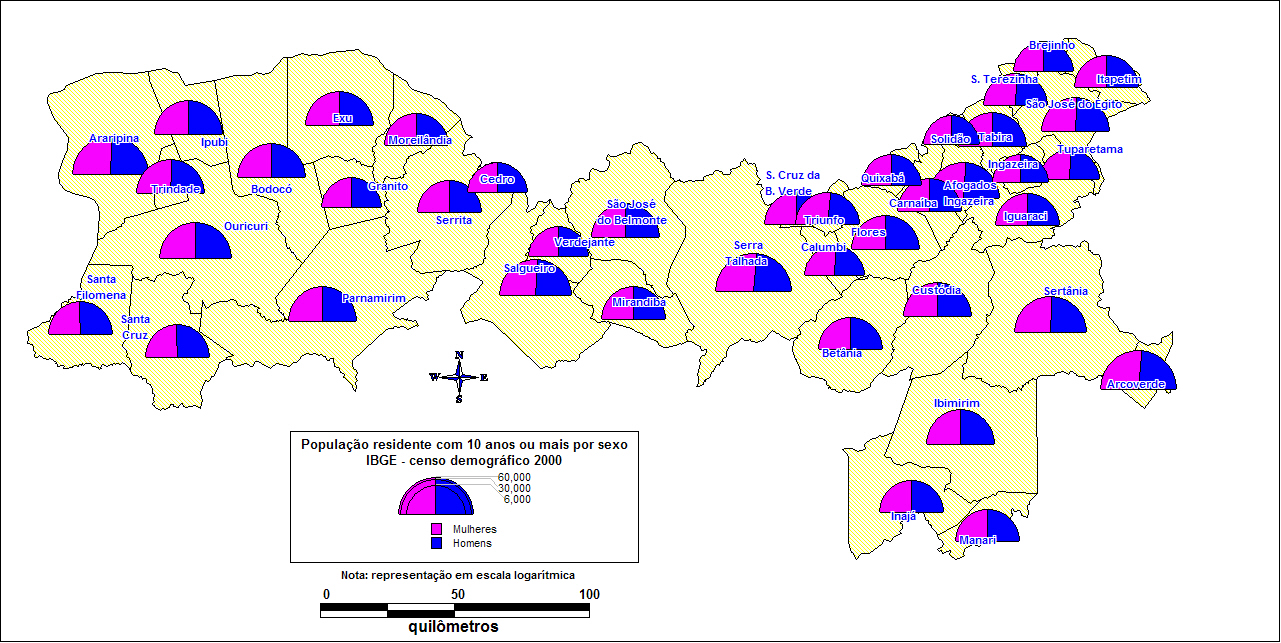 Brejinho
S. Terezinha
Itapetim
São José do Egito
Araripina
Ipubi
Exu
Moreilândia
Solidão
Tabira
Tuparetama
Ingazeira
Trindade
Bodocó
Granito
Cedro
S. Cruz da
B. Verde
Quixabá
Afogados
Ingazeira
Carnaiba
Iguaraci
Serrita
São José
do Belmonte
Triunfo
Flores
Ouricuri
Verdejante
Serra
Talhada
Calumbi
Salgueiro
Santa
Filomena
Parnamirim
Mirandiba
Custódia
Sertânia
Santa
Cruz
Betânia
N
W
E
S
Arcoverde
Ibimirim
Inajá
Manari
População residente com 10 anos ou mais por sexo
IBGE - censo demográfico 2000
60,000
30,000
6,000
Mulheres
Homens
Nota: representação em escala logarítmica
0 50 100
quilômetros